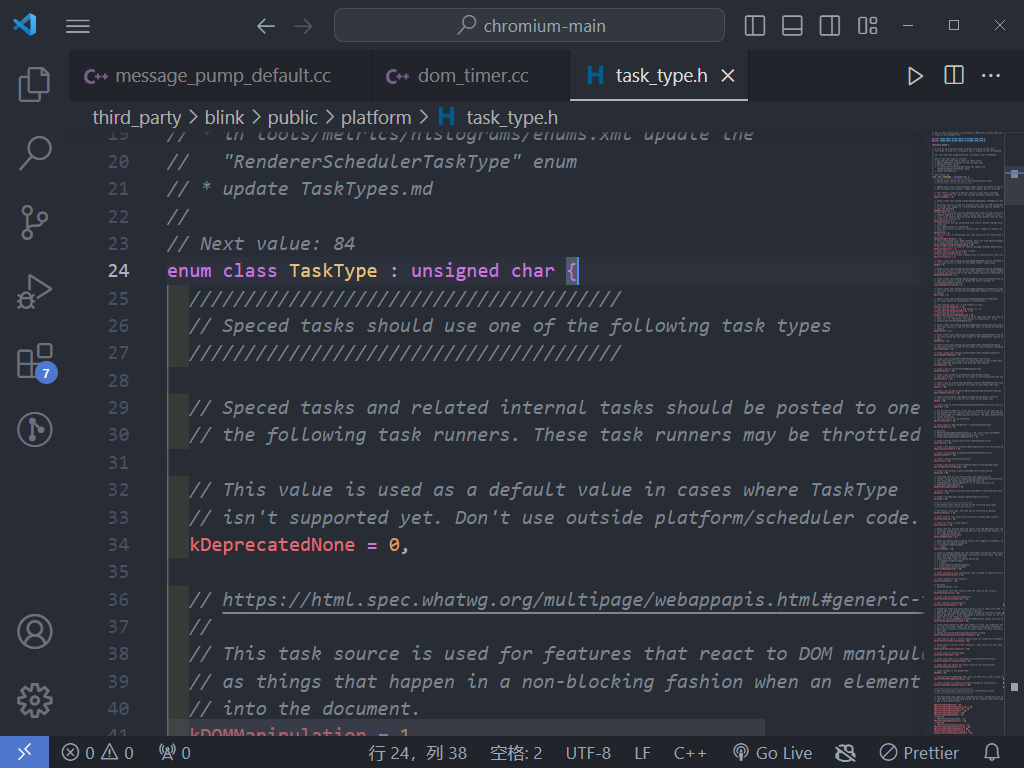 chromium-main
message_pump_default.cc
dom_timer.cc
task_type.h
third_party > blink > public > platform > task_type.h
19 // * in tools/metrics/histograms/enums.xml update the
20 //   "RendererSchedulerTaskType" enum
21 // * update TaskTypes.md
22 //
23 // Next value: 84
24 enum class TaskType : unsigned char {
25 ///////////////////////////////////////
26 // Speced tasks should use one of the following task types
27 ///////////////////////////////////////
28
29 // Speced tasks and related internal tasks should be posted to one
30 // the following task runners. These task runners may be throttled
31
32 // This value is used as a default value in cases where TaskType
33 // isn't supported yet. Don't use outside platform/scheduler code.
34 kDeprecatedNone = 0,
35
36 // https://html.spec.whatwg.org/multipage/webappapis.html#generic-
37 //
38 // This task source is used for features that react to DOM manipul
39 // as things that happen in a non-blocking fashion when an element
40 // into the document.
41 kDOMManipulation = 1
7
0 0 0 行 24，列 38 空格: 2 UTF-8 LF C++ Go Live Prettier